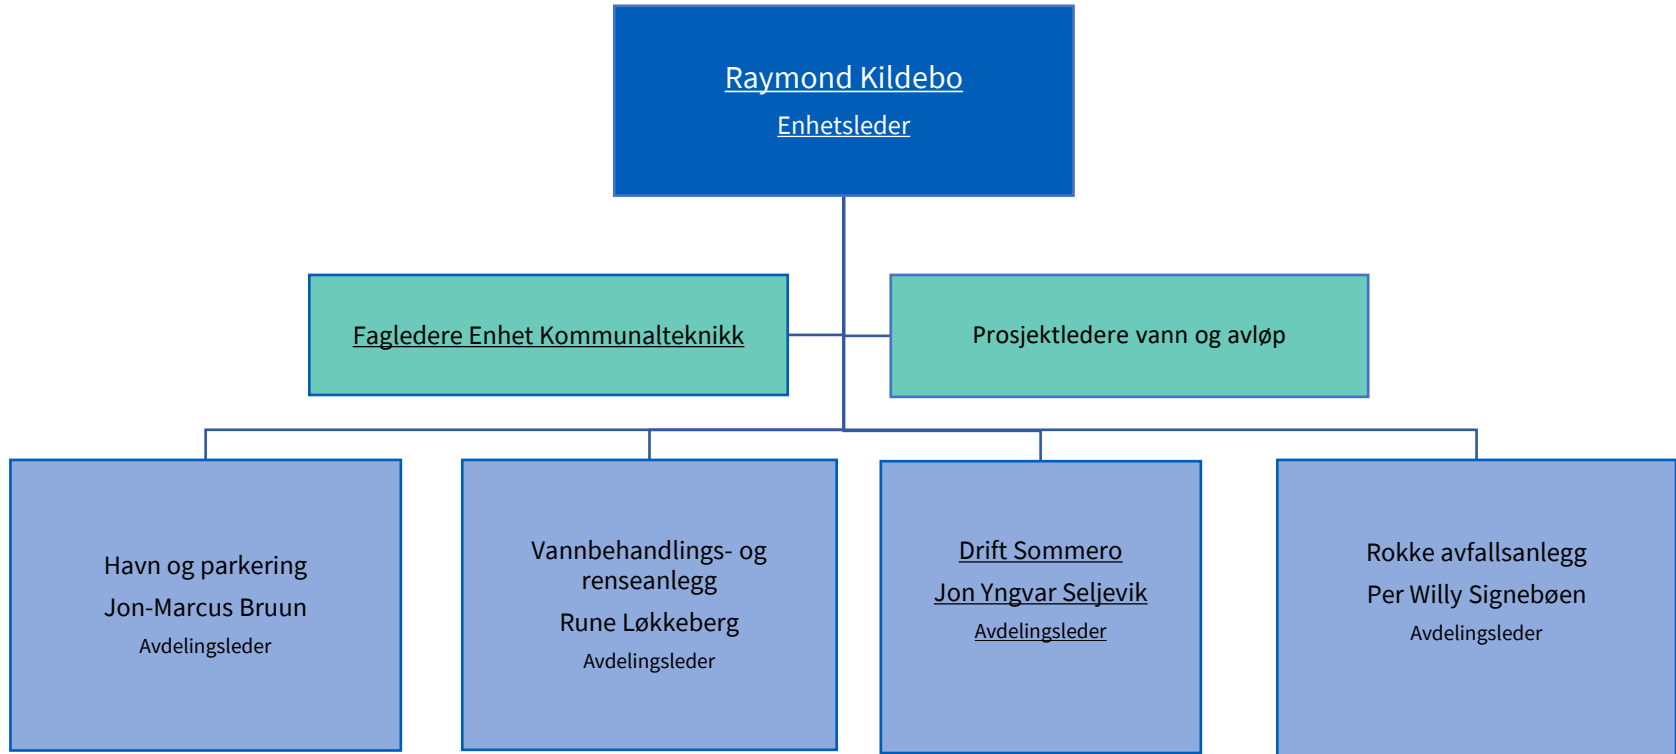 Raymond Kildebo
Enhetsleder
Fagledere Enhet Kommunalteknikk
Prosjektledere vann og avløp
Havn og parkering
Jon-Marcus Bruun
Avdelingsleder
Vannbehandlings- og
renseanlegg
Rune Løkkeberg
Avdelingsleder
Drift Sommero
Jon Yngvar Seljevik
Avdelingsleder
Rokke avfallsanlegg
Per Willy Signebøen
Avdelingsleder